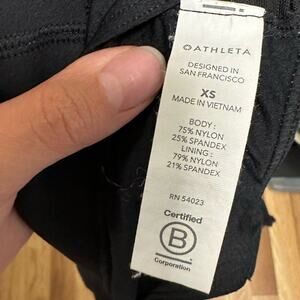 ATHLETA
DESIGNED IN
SAN FRANCISCO
XS
MADE IN VIETNAM
BODY :
75% NYLON
25% SPANDEX
LINING :
79% NYLON
21% SPANDEX
RN 54023
Certified
B
Corporation